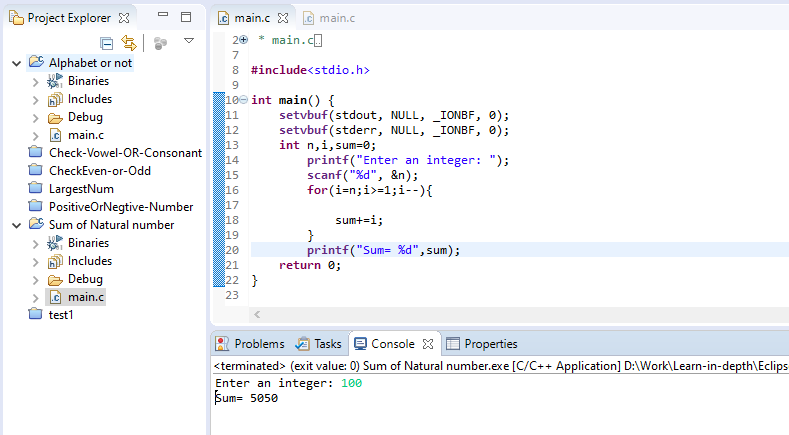 Project Explorer
Alphabet or not
Binaries
Includes
Debug
main.c
Check-Vowel-OR-Consonant
CheckEven-or-Odd
LargestNum
PositiveOrNegtive-Number
Sum of Natural number
Binaries
Includes
Debug
main.c
test1
main.c main.c
2 * main.c
7
8 #include<stdio.h>
9
10 int main() {
11 setvbuf(stdout, NULL, _IONBF, 0);
12 setvbuf(stderr, NULL, _IONBF, 0);
13 int n,i,sum=0;
14 printf("Enter an integer: ");
15 scanf("%d", &n);
16 for(i=n;i>=1;i--){
17
18 sum+=i;
19 }
20 printf("Sum= %d",sum);
21 return 0;
22 }
23
Problems Tasks Console Properties
<terminated> (exit value: 0) Sum of Natural number.exe [C/C++ Application] D:\Work\Learn-in-depth\Eclips
Enter an integer: 100
Sum= 5050